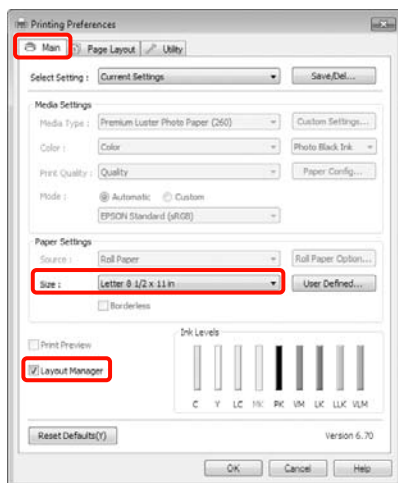 Printing Preferences
Main Page Layout Utility
Select Setting : Current Settings Save/Del...
Media Settings
Media Type : Premium Luster Photo Paper (260) Custom Settings...
Color : Color Photo Black Ink
Print Quality : Quality Paper Config...
Mode : Automatic Custom
EPSON Standard (sRGB)
Paper Settings
Source : Roll Paper Roll Paper Option...
Size : Letter 8 1/2 x 11 in User Defined...
Borderless
Print Preview
Layout Manager
Ink Levels
C Y LC MK PK VM LK LLK VLM
Reset Defaults(Y) Version 6.70
OK Cancel Help